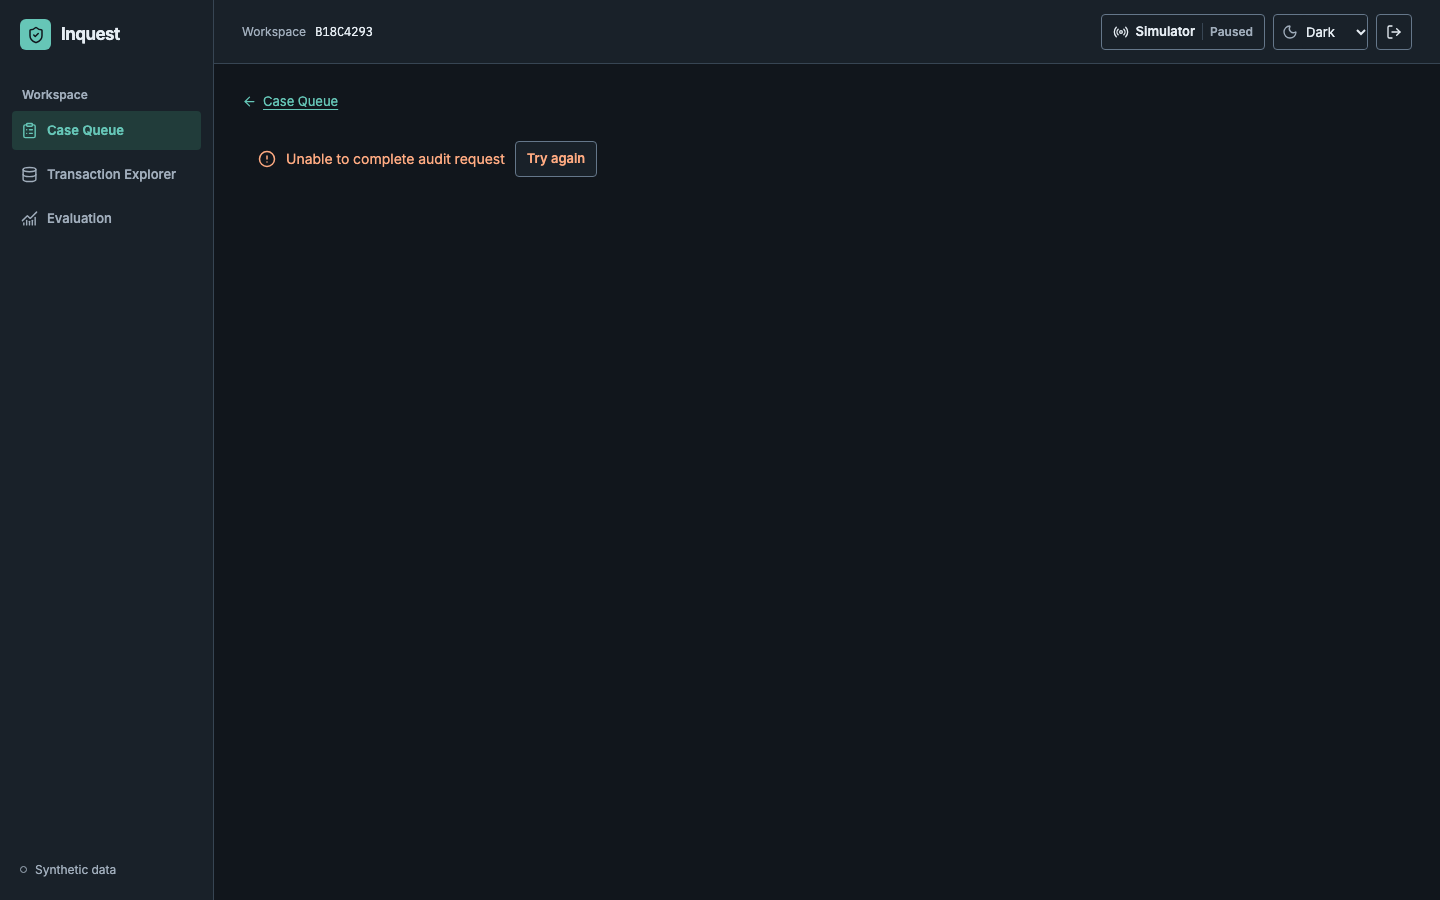 Inquest
Workspace B18C4293
Simulator Paused
Dark
Workspace
Case Queue
Transaction Explorer
Evaluation
Case Queue
Unable to complete audit request Try again
Synthetic data